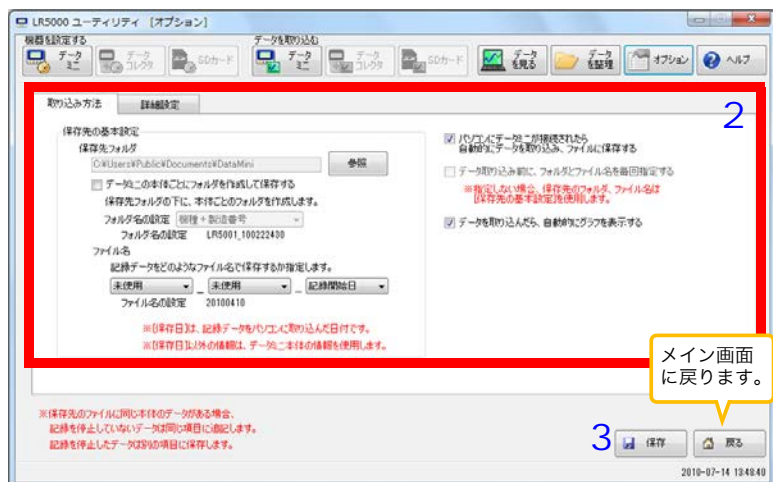 LR5000 ユーティリティ [オプション]
機器を設定する
データを取り込む
データミニ
データコレクタ
SDカード
データミニ
データコレクタ
SDカード
データを見る
データを整理
オプション
ヘルプ
取り込み方法
詳細設定
2
保存先の基本設定
保存先フォルダ
C:¥Users¥Public¥Documents¥DataMini
参照
データミニの本体ごとにフォルダを作成して保存する
保存先フォルダの下に、本体ごとのフォルダを作成します。
フォルダ名の設定 機種+製造番号
フォルダ名の設定 LR5001_100222430
ファイル名
記録データをどのようなファイル名で保存するか指定します。
未使用 _ 未使用 _ 記録開始日
ファイル名の設定 20100410
※[保存日]は、記録データをパソコンに取り込んだ日付です。
※[保存日]以外の情報は、データミニ本体の情報を使用します。
パソコンにデータミニが接続されたら
自動的にデータを取り込み、ファイルに保存する
データ取り込み前に、フォルダとファイル名を毎回指定する
※指定しない場合、保存先のフォルダ、ファイル名は
[保存先の基本設定]を使用します。
データを取り込んだら、自動的にグラフを表示する
メイン画面
に戻ります。
※保存先のファイルに同じ本体のデータがある場合、
記録を停止していないデータは同じ項目に追記します。
記録を停止したデータは別の項目に保存します。
3
保存
戻る
2010-07-14 13:48:40